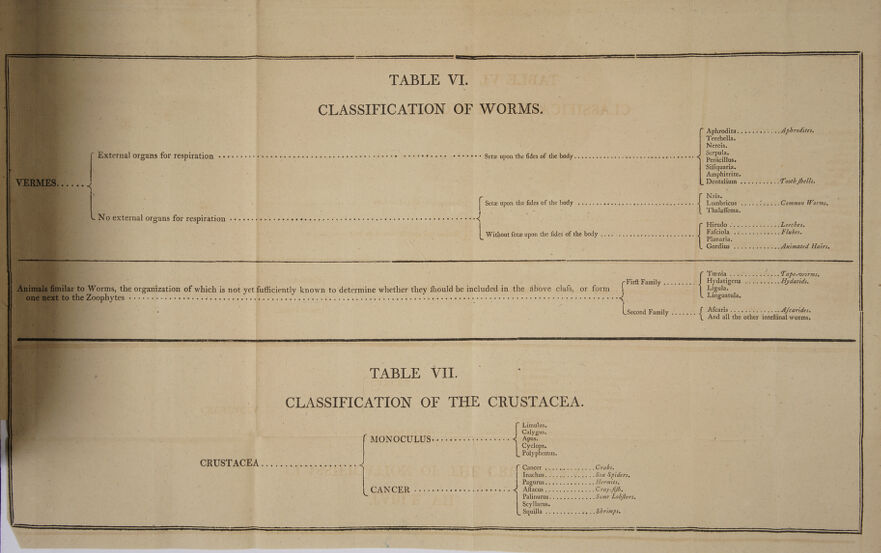 TABLE VI.
CLASSIFICATION OF WORMS.
VERMES.......
External organs for respiration ..........
Setæ upon the ſides of the body..........
Aphrodita............Aphrodites.
Terebella.
Nereis.
Serpula.
Penicillus.
Siliquaria.
Amphitrite.
Dentalium ...........Tooth ſhells.
No external organs for respiration ..........
Setæ upon the ſides of the body ..........
Nais.
Lumbricus ...........Common Worms.
Thalaſſema.
Without ſetæ upon the ſides of the body ..........
Hirudo ..............Leeches.
Faſciola .............Flukes.
Planaria.
Gordius .............Animated Hairs.
Animals ſimilar to Worms, the organization of which is not yet ſufficiently known to determine whether they ſhould be included in the above claſs, or form
one next to the Zoophytes ..........
Firſt Family .........
Tænia ..............Tape-worms.
Hydatigena ..........Hydatids.
Ligula.
Linguatula.
Second Family .......
Aſcaris ..............Aſcarides.
And all the other inteſtinal worms.
TABLE VII.
CLASSIFICATION OF THE CRUSTACEA.
CRUSTACEA..........
MONOCULUS..........
Limulus.
Calygus.
Apus.
Cyclops.
Polyphemus.
CANCER ..........
Cancer ..............Crabs.
Inachus..............Sea Spiders.
Pagurus..............Hermits.
Aſtacus ..............Cray-fiſh.
Palinurus.............Some Lobſters.
Scyllarus.
Squilla ..............Shrimps.